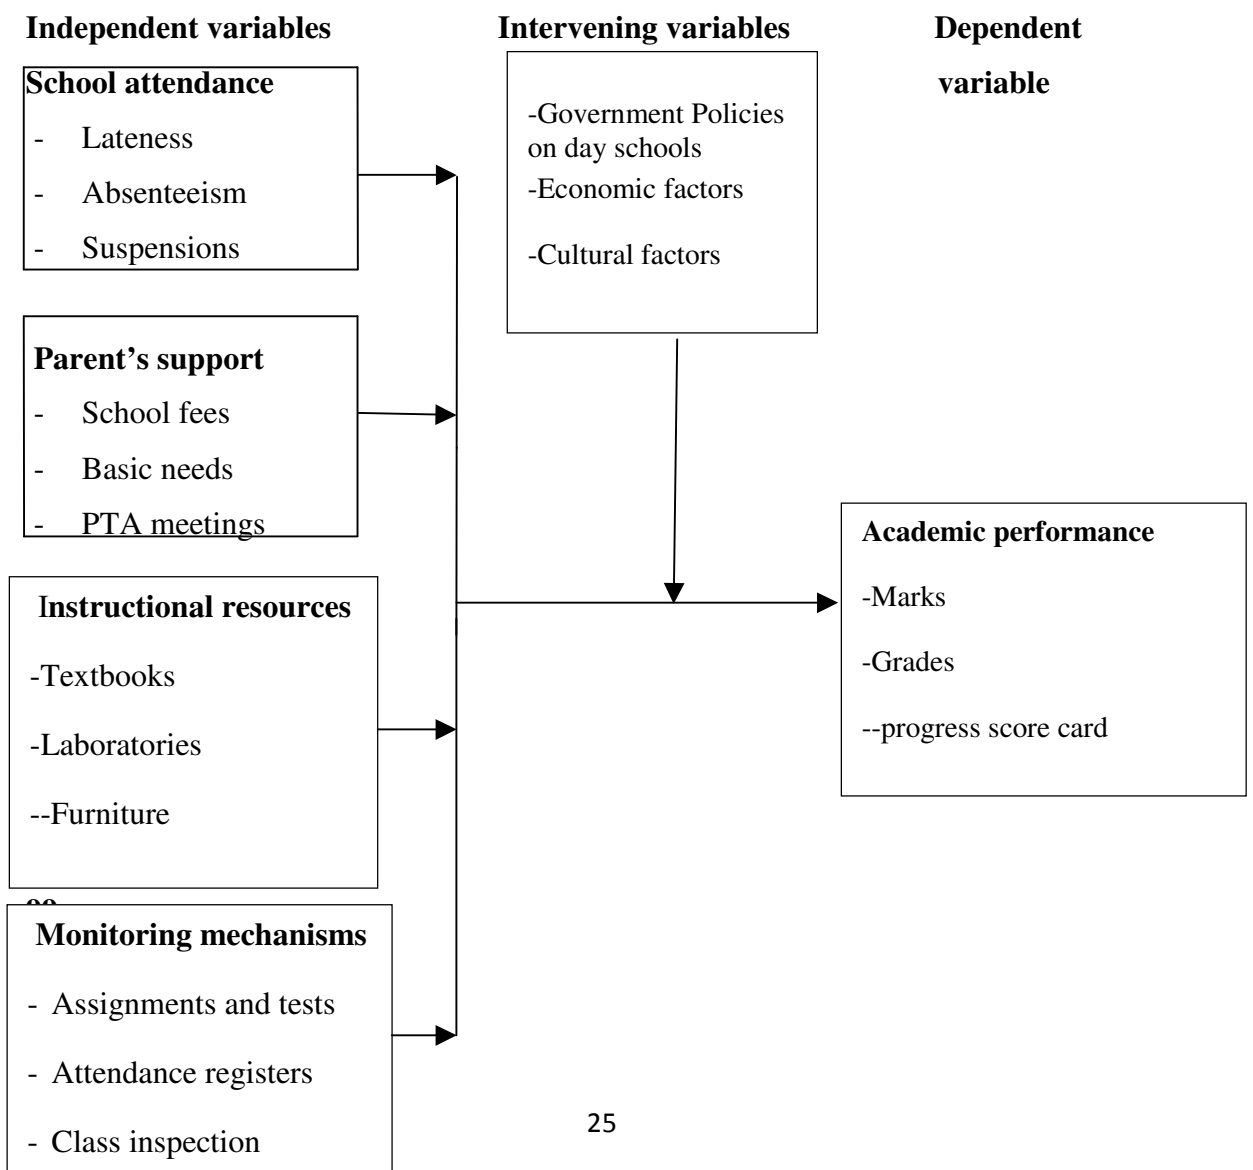 Independent variables
School attendance
- Lateness
- Absenteeism
- Suspensions
Parent’s support
- School fees
- Basic needs
- PTA meetings
Instructional resources
-Textbooks
-Laboratories
--Furniture
Monitoring mechanisms
- Assignments and tests
- Attendance registers
- Class inspection
Intervening variables
-Government Policies
on day schools
-Economic factors
-Cultural factors
Dependent
variable
Academic performance
-Marks
-Grades
--progress score card
25